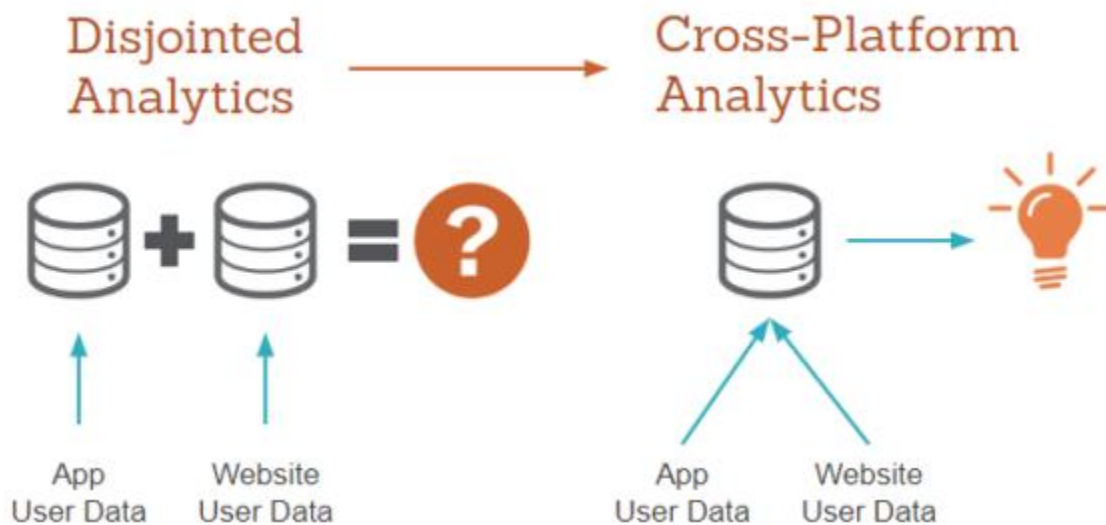 Disjointed
Analytics
Cross-Platform
Analytics
?
App
User Data
Website
User Data
App
User Data
Website
User Data